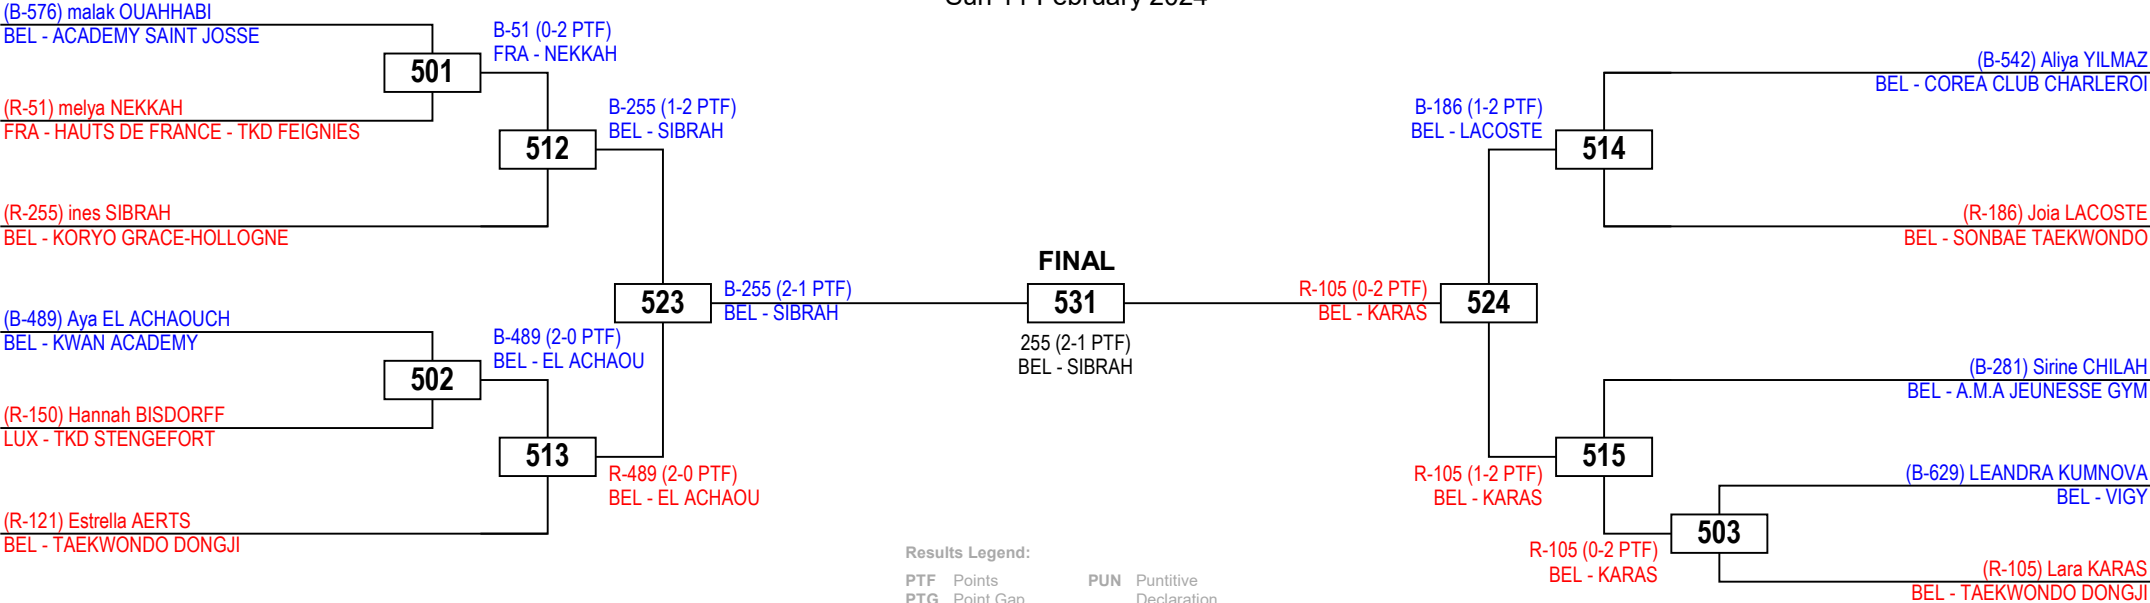 Sun 11 February 2024
(B-576) malak OUAHHABI
BEL - ACADEMY SAINT JOSSE
501
(R-51) melya NEKKAH
FRA - HAUTS DE FRANCE - TKD FEIGNIES
B-51 (0-2 PTF)
FRA - NEKKAH
512
(R-255) ines SIBRAH
BEL - KORYO GRACE-HOLLOGNE
B-255 (1-2 PTF)
BEL - SIBRAH
523
(B-489) Aya EL ACHAOUCH
BEL - KWAN ACADEMY
502
(R-150) Hannah BISDORFF
LUX - TKD STENGEFORT
B-489 (2-0 PTF)
BEL - EL ACHAOU
513
(R-121) Estrella AERTS
BEL - TAEKWONDO DONGJI
R-489 (2-0 PTF)
BEL - EL ACHAOU
B-255 (2-1 PTF)
BEL - SIBRAH
FINAL
531
255 (2-1 PTF)
BEL - SIBRAH
R-105 (0-2 PTF)
BEL - KARAS
524
B-186 (1-2 PTF)
BEL - LACOSTE
514
(B-542) Aliya YILMAZ
BEL - COREA CLUB CHARLEROI
(R-186) Joia LACOSTE
BEL - SONBAE TAEKWONDO
R-105 (1-2 PTF)
BEL - KARAS
515
(B-281) Sirine CHILAH
BEL - A.M.A JEUNESSE GYM
R-105 (0-2 PTF)
BEL - KARAS
503
(B-629) LEANDRA KUMNOVA
BEL - VIGY
(R-105) Lara KARAS
BEL - TAEKWONDO DONGJI
Results Legend:
PTF Points PUN Puntitive
PTG Point Gap Declaration